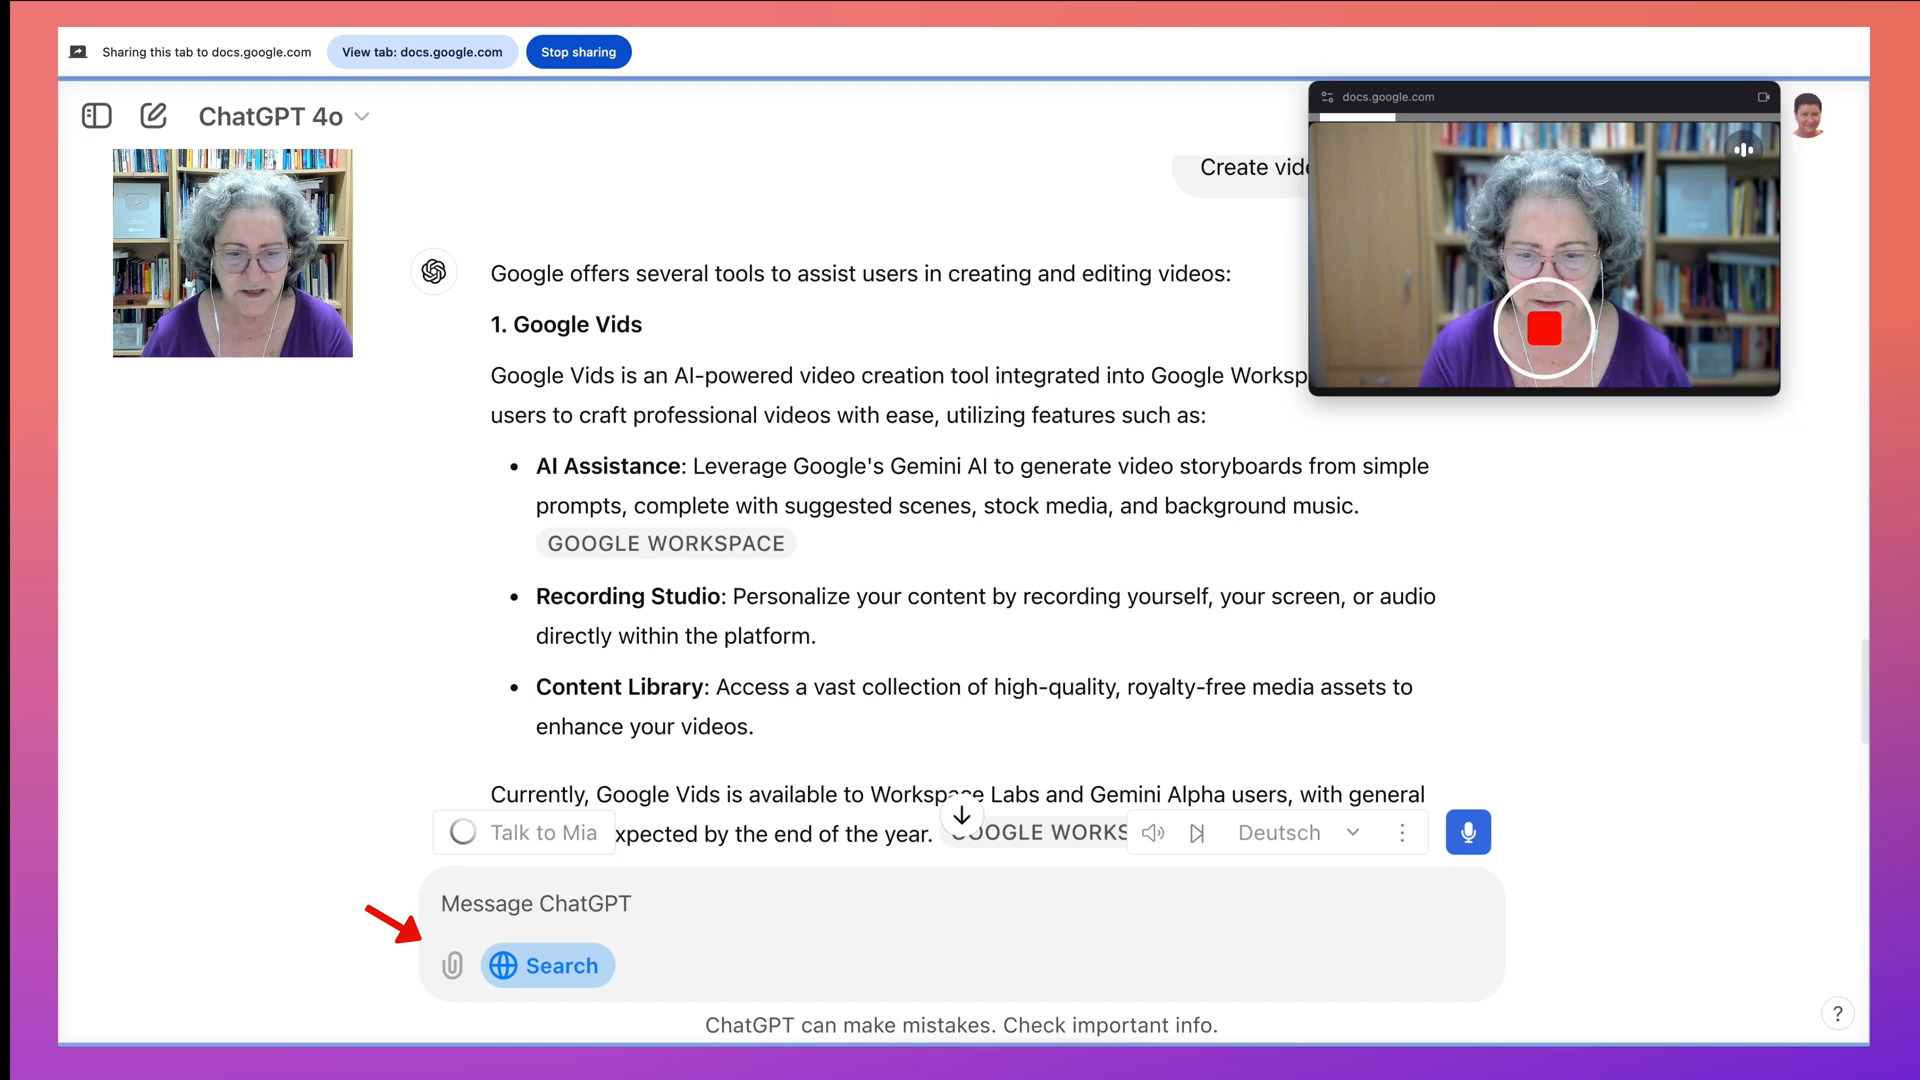 Sharing this tab to docs.google.com
View tab: docs.google.com
Stop sharing
docs.google.com
ChatGPT 4o
Create vide
Google offers several tools to assist users in creating and editing videos:
1. Google Vids
Google Vids is an AI-powered video creation tool integrated into Google Worksp
users to craft professional videos with ease, utilizing features such as:
• AI Assistance: Leverage Google's Gemini AI to generate video storyboards from simple
prompts, complete with suggested scenes, stock media, and background music.
GOOGLE WORKSPACE
• Recording Studio: Personalize your content by recording yourself, your screen, or audio
directly within the platform.
• Content Library: Access a vast collection of high-quality, royalty-free media assets to
enhance your videos.
Currently, Google Vids is available to Workspace Labs and Gemini Alpha users, with general
Talk to Mia xpected by the end of the year. GOOGLE WORKS Deutsch
Message ChatGPT
Search
ChatGPT can make mistakes. Check important info.
?